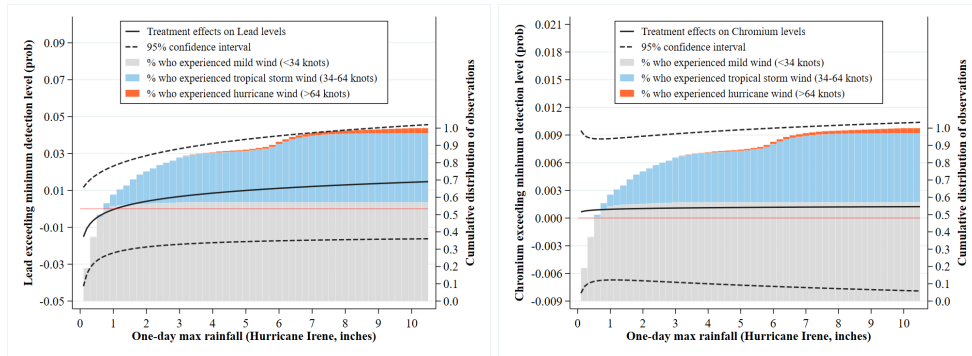 Treatment effects on Lead levels
95% confidence interval
% who experienced mild wind (<34 knots)
% who experienced tropical storm wind (34-64 knots)
% who experienced hurricane wind (>64 knots)
Lead exceeding minimum detection level (prob)
0.09
0.07
0.05
0.03
0.01
-0.01
-0.03
-0.05
1.0
0.9
0.8
0.7
0.6
0.5
0.4
0.3
0.2
0.1
0.0
Cumulative distribution of observations
0 1 2 3 4 5 6 7 8 9 10
One-day max rainfall (Hurricane Irene, inches)
Treatment effects on Chromium levels
95% confidence interval
% who experienced mild wind (<34 knots)
% who experienced tropical storm wind (34-64 knots)
% who experienced hurricane wind (>64 knots)
Chromium exceeding minimum detection level (prob)
0.021
0.018
0.015
0.012
0.009
0.006
0.003
0.000
-0.003
-0.006
-0.009
1.0
0.9
0.8
0.7
0.6
0.5
0.4
0.3
0.2
0.1
0.0
Cumulative distribution of observations
0 1 2 3 4 5 6 7 8 9 10
One-day max rainfall (Hurricane Irene, inches)